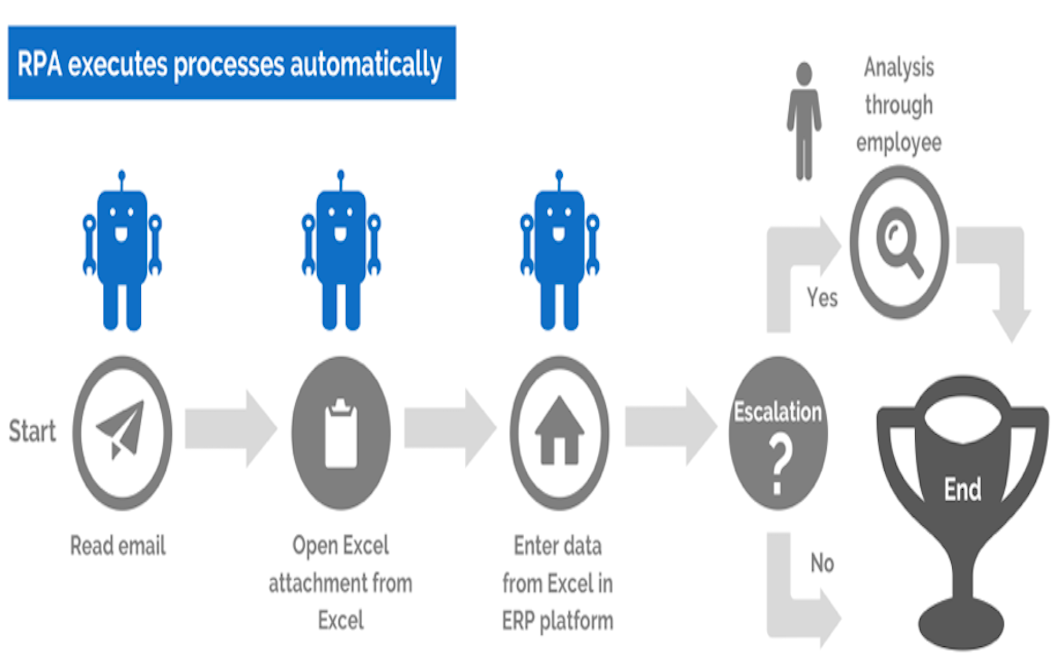 RPA executes processes automatically
Analysis
through
employee
Yes
Start
Escalation
?
End
Read email
Open Excel
attachment from
Excel
Enter data
from Excel in
ERP platform
No